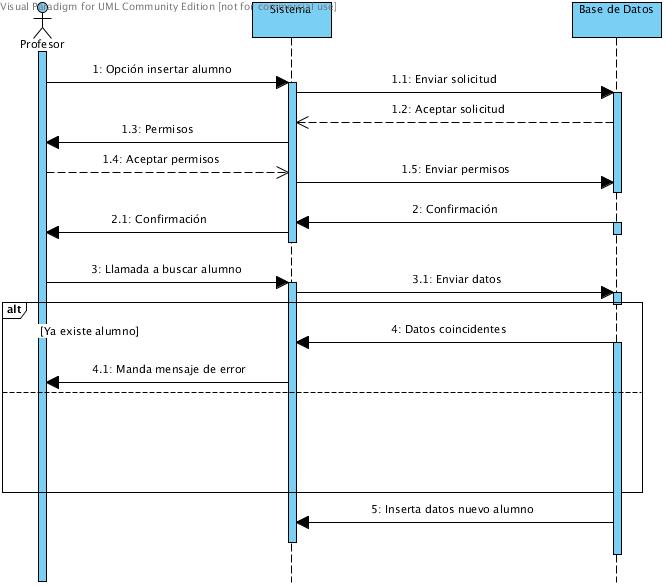 Visual Paradigm for UML Community Edition [not for commercial use]
Sistema
Base de Datos
Profesor
1: Opción insertar alumno
1.1: Enviar solicitud
1.2: Aceptar solicitud
1.3: Permisos
1.4: Aceptar permisos
1.5: Enviar permisos
2: Confirmación
2.1: Confirmación
3: Llamada a buscar alumno
3.1: Enviar datos
alt
[Ya existe alumno]
4: Datos coincidentes
4.1: Manda mensaje de error
5: Inserta datos nuevo alumno